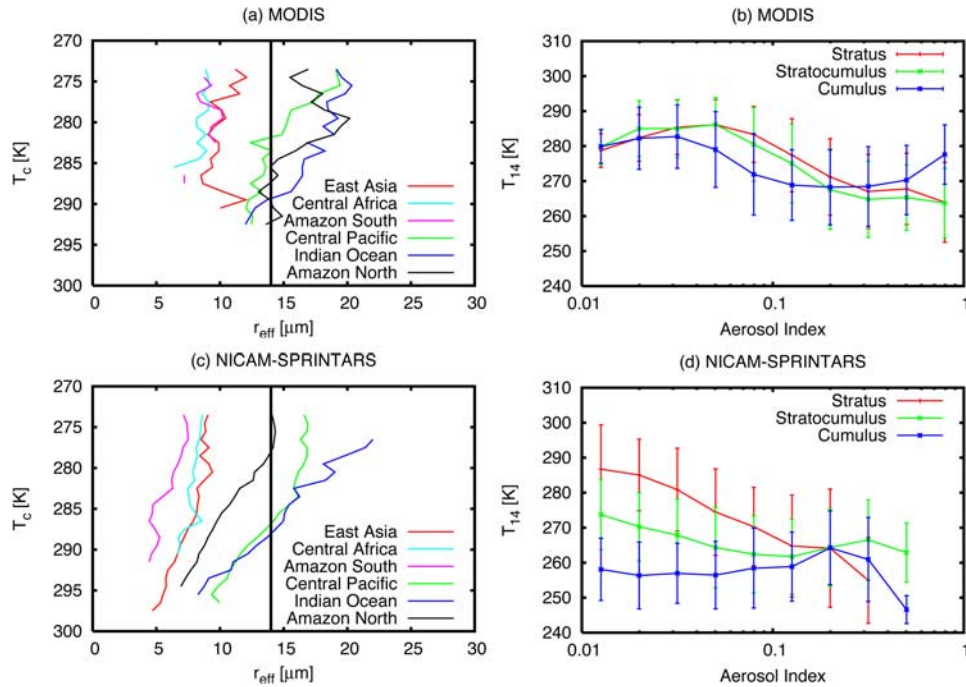 (a) MODIS
270
275
280
285
290
295
300
T_c [K]
East Asia
Central Africa
Amazon South
Central Pacific
Indian Ocean
Amazon North
0 5 10 15 20 25 30
r_eff [μm]
(b) MODIS
310
300
290
280
270
260
250
240
T_14 [K]
Stratus
Stratocumulus
Cumulus
0.01 0.1 1
Aerosol Index
(c) NICAM-SPRINTARS
270
275
280
285
290
295
300
T_c [K]
East Asia
Central Africa
Amazon South
Central Pacific
Indian Ocean
Amazon North
0 5 10 15 20 25 30
r_eff [μm]
(d) NICAM-SPRINTARS
310
300
290
280
270
260
250
240
T_14 [K]
Stratus
Stratocumulus
Cumulus
0.01 0.1 1
Aerosol Index